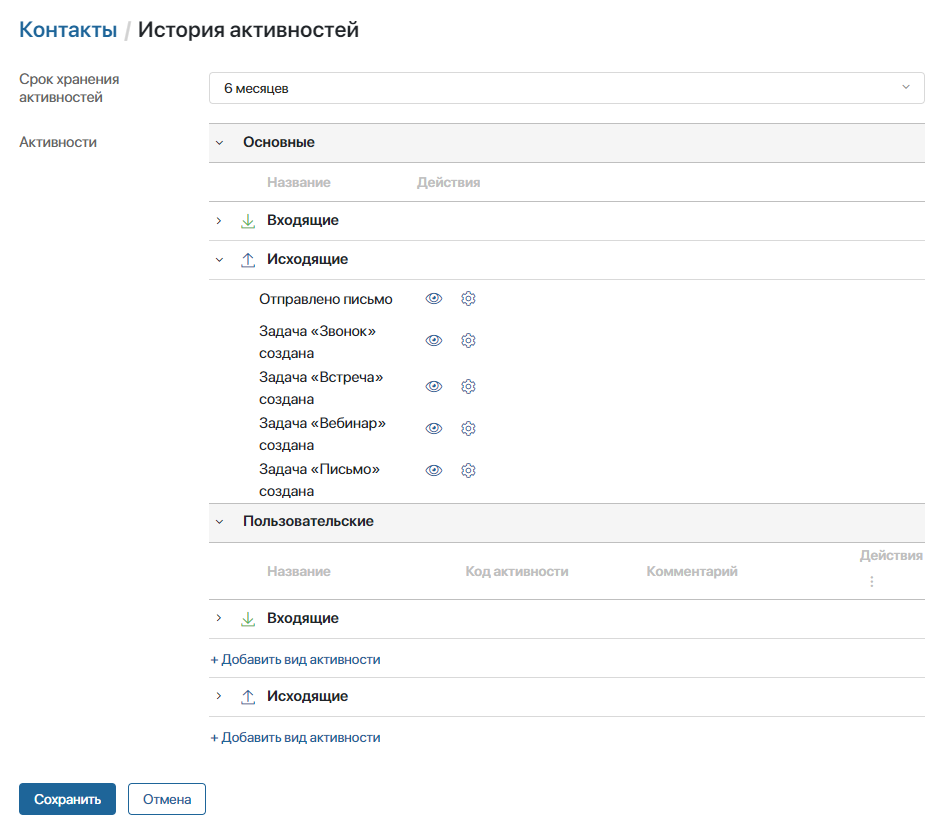 Контакты / История активностей
Срок хранения
активностей
6 месяцев
Активности
Основные
Название Действия
Входящие
Исходящие
Отправлено письмо
Задача «Звонок»
создана
Задача «Встреча»
создана
Задача «Вебинар»
создана
Задача «Письмо»
создана
Пользовательские
Название Код активности Комментарий Действия
Входящие
+ Добавить вид активности
Исходящие
+ Добавить вид активности
Сохранить Отмена